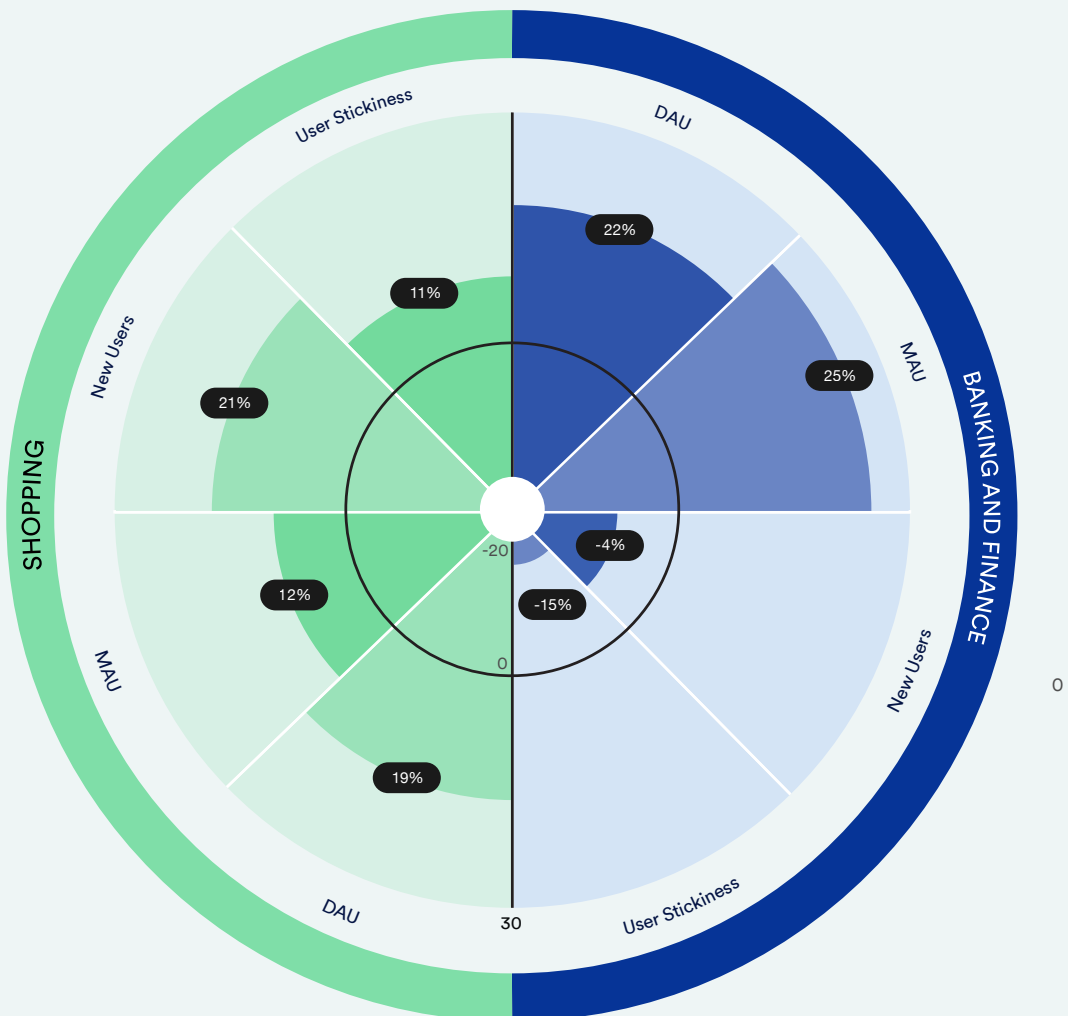 User Stickiness
DAU
22%
11%
New Users
MAU
25%
21%
SHOPPING
BANKING AND FINANCE
-20
-4%
12%
-15%
MAU
0
New Users
0
19%
DAU
User Stickiness
30